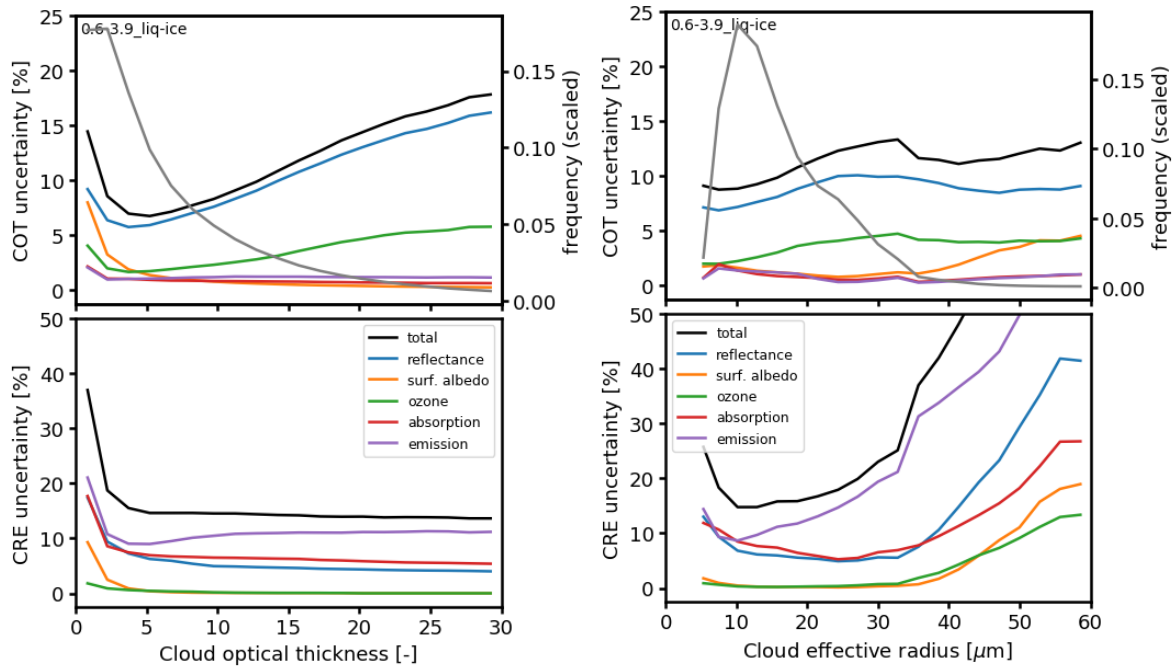 0.6-3.9_liq-ice
COT uncertainty [%]
25
20
15
10
5
0
0.15
0.10
0.05
0.00
frequency (scaled)
0.6-3.9_liq-ice
COT uncertainty [%]
25
20
15
10
5
0
0.15
0.10
0.05
0.00
frequency (scaled)
CRE uncertainty [%]
50
40
30
20
10
0
total
reflectance
surf. albedo
ozone
absorption
emission
0 5 10 15 20 25 30
Cloud optical thickness [-]
CRE uncertainty [%]
50
40
30
20
10
0
total
reflectance
surf. albedo
ozone
absorption
emission
0 10 20 30 40 50 60
Cloud effective radius [μm]